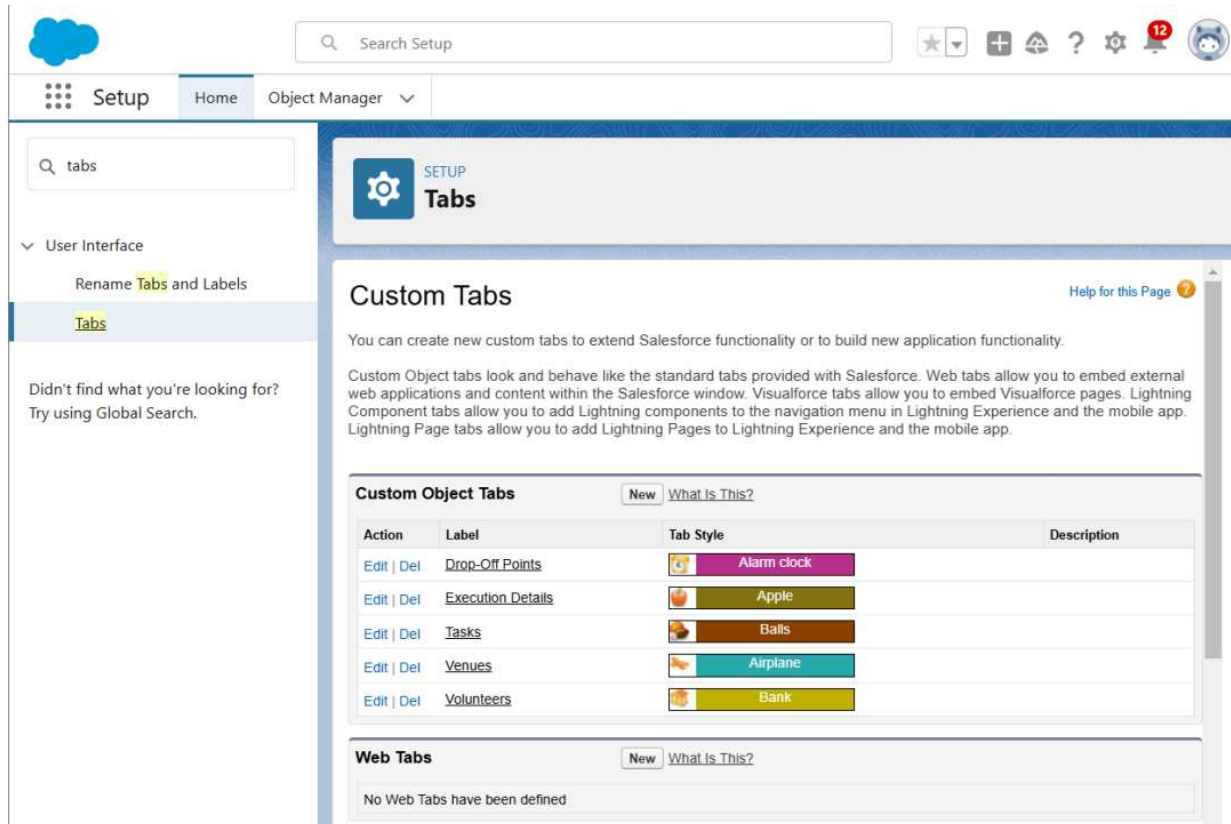 Search Setup
12
Setup
Home
Object Manager
tabs
User Interface
Rename Tabs and Labels
Tabs
Didn't find what you're looking for?
Try using Global Search.
SETUP
Tabs
Custom Tabs
Help for this Page
You can create new custom tabs to extend Salesforce functionality or to build new application functionality.
Custom Object tabs look and behave like the standard tabs provided with Salesforce. Web tabs allow you to embed external
web applications and content within the Salesforce window. Visualforce tabs allow you to embed Visualforce pages. Lightning
Component tabs allow you to add Lightning components to the navigation menu in Lightning Experience and the mobile app.
Lightning Page tabs allow you to add Lightning Pages to Lightning Experience and the mobile app.
Custom Object Tabs New What Is This?
Action Label Tab Style Description
Edit | Del Drop-Off Points Alarm clock
Edit | Del Execution Details Apple
Edit | Del Tasks Balls
Edit | Del Venues Airplane
Edit | Del Volunteers Bank
Web Tabs New What Is This?
No Web Tabs have been defined